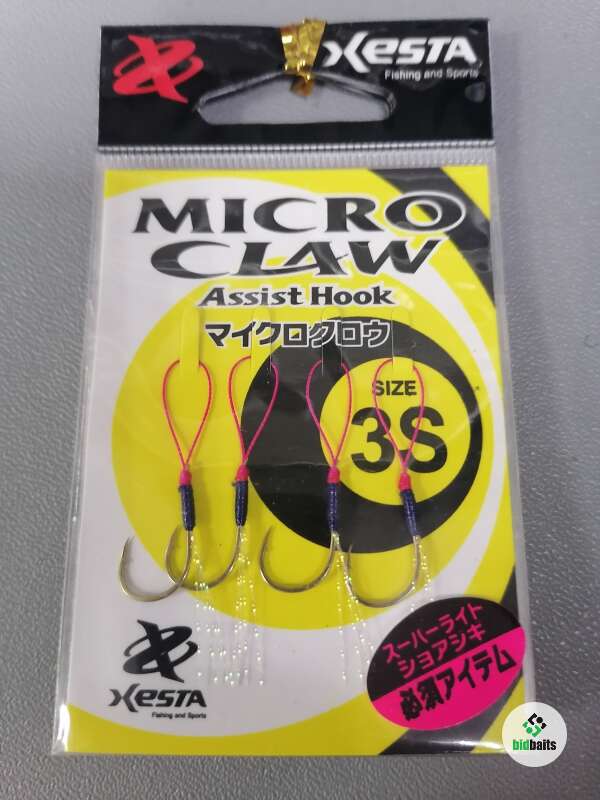 XESTA
Fishing and Sports
MICRO
CLAW
Assist Hook
マイクロクロウ
SIZE
3S
スーパーライト
ショアジギ
必須アイテム
XESTA
Fishing and Sports
bidbaits